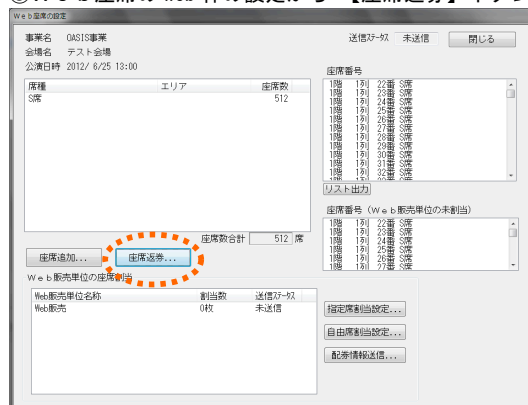 Ｗｅｂ座席の設定
事業名 OASIS事業
会場名 テスト会場
公演日時 2012/ 6/25 13:00
送信ｽﾃｰﾀｽ 未送信 閉じる
席種 エリア 座席数
S席 512
座席番号
1階 1列 22番 S席
1階 1列 23番 S席
1階 1列 24番 S席
1階 1列 25番 S席
1階 1列 26番 S席
1階 1列 27番 S席
1階 1列 28番 S席
1階 1列 29番 S席
1階 1列 30番 S席
1階 1列 31番 S席
1階 1列 32番 S席
リスト出力
座席番号（Ｗｅｂ販売単位の未割当）
1階 1列 22番 S席
1階 1列 23番 S席
1階 1列 24番 S席
1階 1列 25番 S席
1階 1列 26番 S席
1階 1列 27番 S席
座席数合計 512 席
座席追加... 座席返券...
Ｗｅｂ販売単位の座席割当
Web販売単位名称 割当数 送信ｽﾃｰﾀｽ
Web販売 0枚 未送信
指定席割当設定...
自由席割当設定...
配券情報送信...